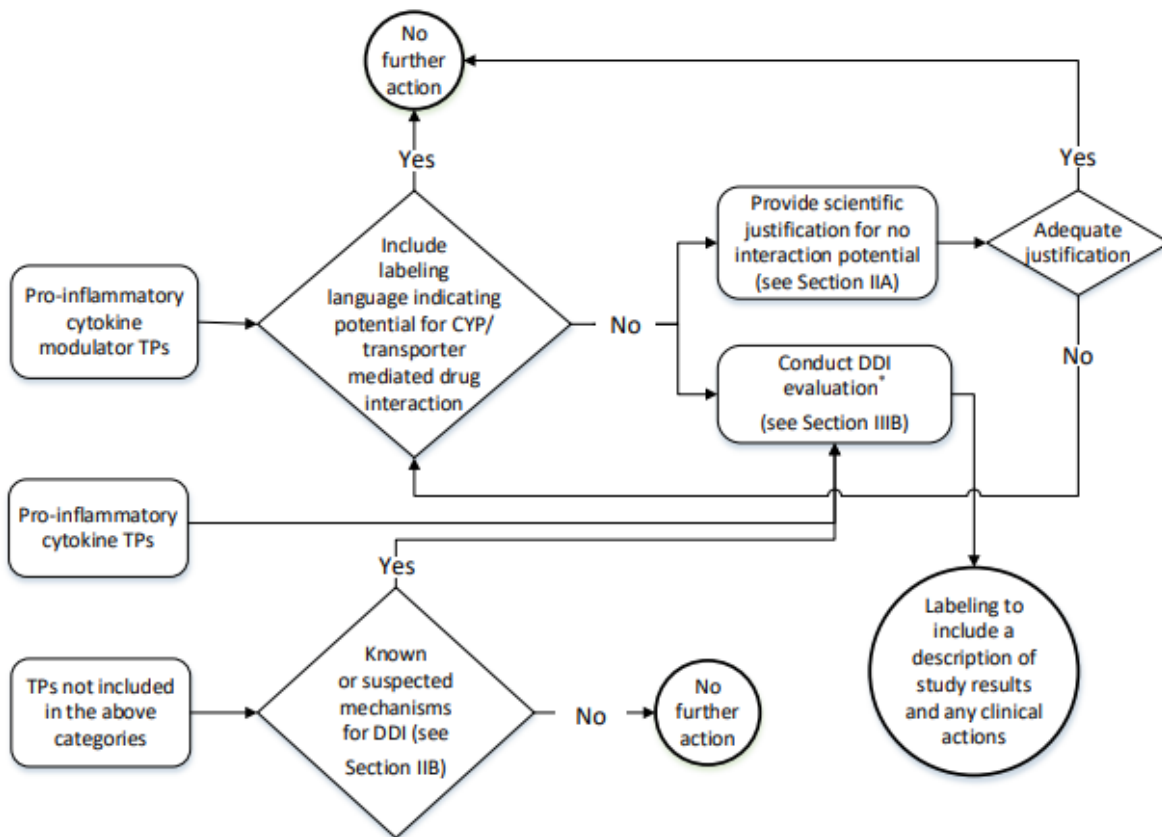 No
further
action
Yes
Yes
Provide scientific
justification for no
interaction potential
(see Section IIA)
Adequate
justification
Include
labeling
language indicating
potential for CYP/
transporter
mediated drug
interaction
Pro-inflammatory
cytokine
modulator TPs
No
No
Conduct DDI
evaluation*
(see Section IIIB)
Pro-inflammatory
cytokine TPs
Yes
Known
or suspected
mechanisms
for DDI (see
Section IIB)
TPs not included
in the above
categories
No
No
further
action
Labeling to
include a
description of
study results
and any clinical
actions